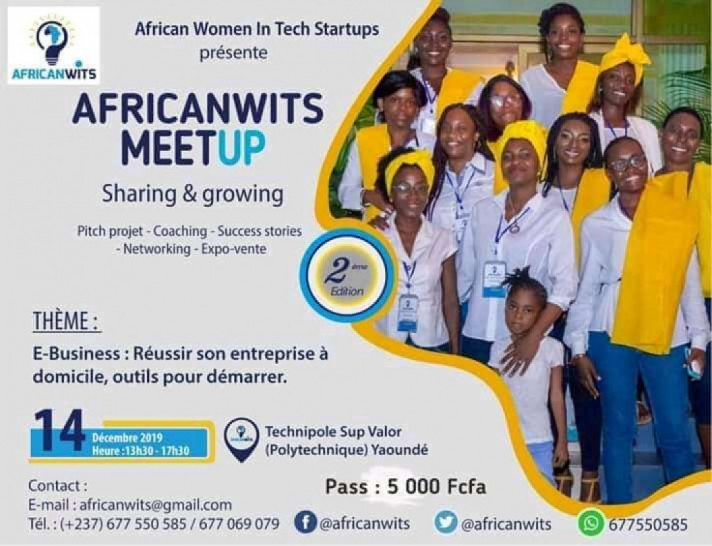 AFRICANWITS
African Women In Tech Startups
présente
AFRICANWITS
MEETUP
Sharing & growing
Pitch projet - Coaching - Success stories
- Networking - Expo-vente
2 ème
Edition
THÈME :
E-Business : Réussir son entreprise à
domicile, outils pour démarrer.
14
Décembre 2019
Heure :13h30 - 17h30
Technipole Sup Valor
(Polytechnique) Yaoundé
Contact :
E-mail : africanwits@gmail.com
Tél. : (+237) 677 550 585 / 677 069 079
Pass : 5 000 Fcfa
@africanwits
@africanwits
677550585